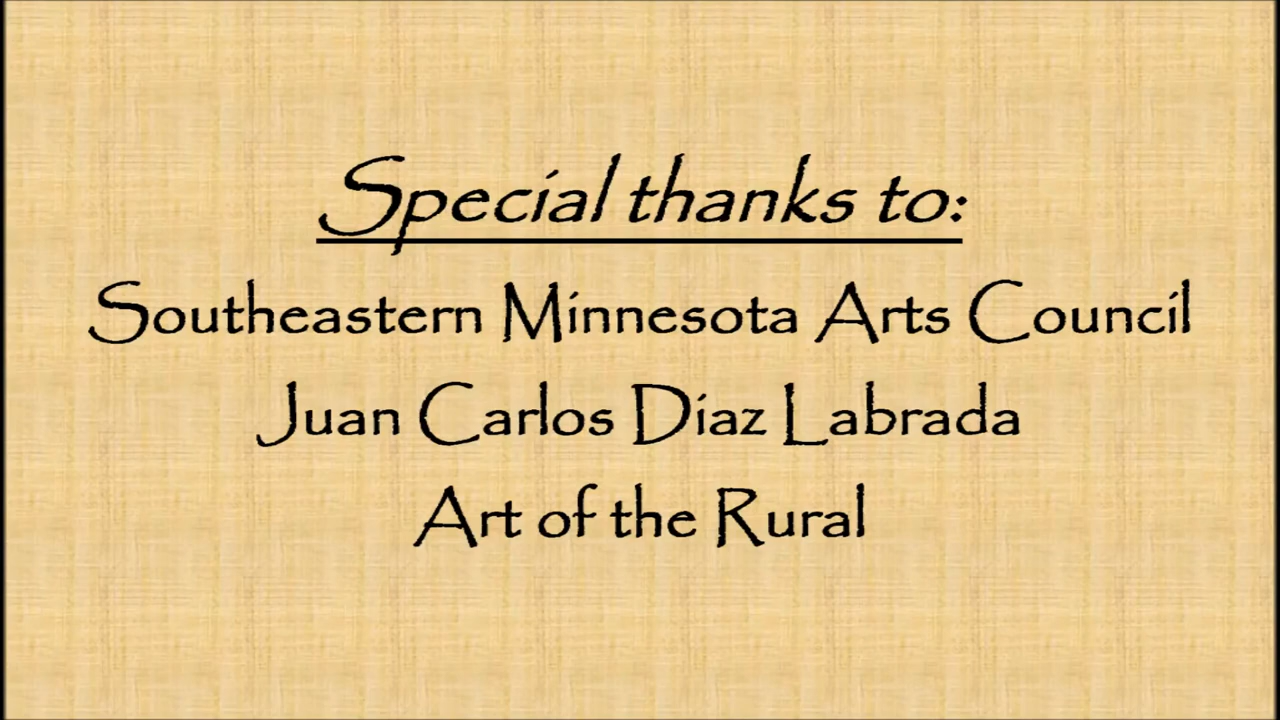 Special thanks to:
Southeastern Minnesota Arts Council
Juan Carlos Diaz Labrada
Art of the Rural